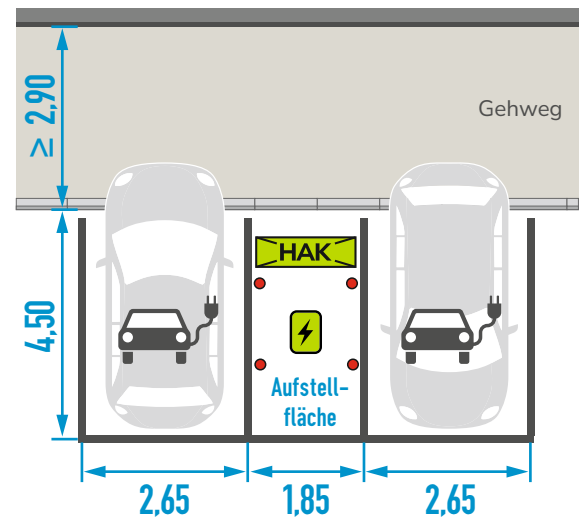 ≥ 2,90
Gehweg
4,50
HAK
Aufstell-
fläche
2,65
1,85
2,65